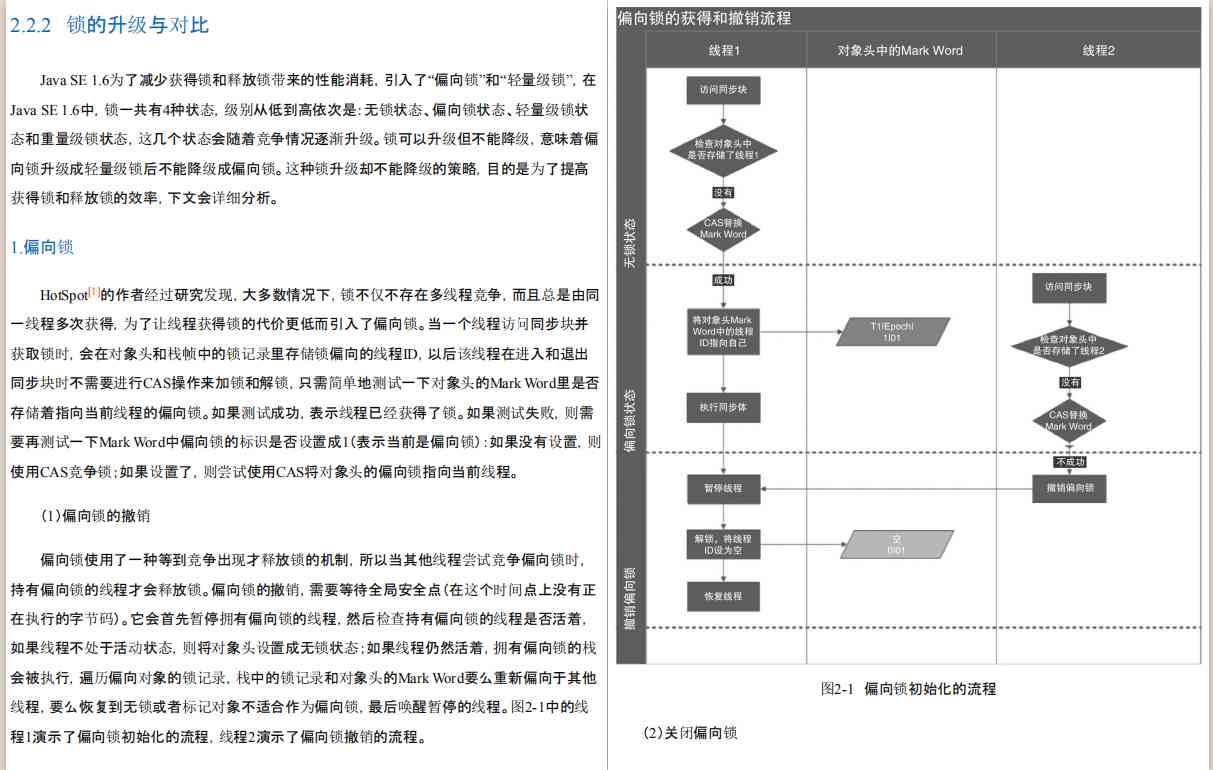 2.2.2 锁的升级与对比
Java SE 1.6为了减少获得锁和释放锁带来的性能消耗，引入了“偏向锁”和“轻量级锁”，在
Java SE 1.6中，锁一共有4种状态，级别从低到高依次是：无锁状态、偏向锁状态、轻量级锁状
态和重量级锁状态，这几个状态会随着竞争情况逐渐升级。锁可以升级但不能降级，意味着偏
向锁升级成轻量级锁后不能降级成偏向锁。这种锁升级却不能降级的策略，目的是为了提高
获得锁和释放锁的效率，下文会详细分析。
1.偏向锁
HotSpot[1]的作者经过研究发现，大多数情况下，锁不仅不存在多线程竞争，而且总是由同
一线程多次获得，为了让线程获得锁的代价更低而引入了偏向锁。当一个线程访问同步块并
获取锁时，会在对象头和栈帧中的锁记录里存储锁偏向的线程ID，以后该线程在进入和退出
同步块时不需要进行CAS操作来加锁和解锁，只需简单地测试一下对象头的Mark Word里是否
存储着指向当前线程的偏向锁。如果测试成功，表示线程已经获得了锁。如果测试失败，则需
要再测试一下Mark Word中偏向锁的标识是否设置成1（表示当前是偏向锁）：如果没有设置，则
使用CAS竞争锁；如果设置了，则尝试使用CAS将对象头的偏向锁指向当前线程。
（1）偏向锁的撤销
偏向锁使用了一种等到竞争出现才释放锁的机制，所以当其他线程尝试竞争偏向锁时，
持有偏向锁的线程才会释放锁。偏向锁的撤销，需要等待全局安全点（在这个时间点上没有正
在执行的字节码）。它会首先暂停拥有偏向锁的线程，然后检查持有偏向锁的线程是否活着，
如果线程不处于活动状态，则将对象头设置成无锁状态；如果线程仍然活着，拥有偏向锁的栈
会被执行，遍历偏向对象的锁记录，栈中的锁记录和对象头的Mark Word要么重新偏向于其他
线程，要么恢复到无锁或者标记对象不适合作为偏向锁，最后唤醒暂停的线程。图2-1中的线
程1演示了偏向锁初始化的流程，线程2演示了偏向锁撤销的流程。
偏向锁的获得和撤销流程
线程1
对象头中的Mark Word
线程2
无锁状态
访问同步块
检查对象头中
是否存储了线程1
没有
CAS替换
Mark Word
偏向锁状态
成功
将对象头Mark
Word中的线程
ID指向自己
T1|Epoch|
1|01
执行同步体
访问同步块
检查对象头中
是否存储了线程2
没有
CAS替换
Mark Word
撤销偏向锁
不成功
撤销偏向锁
暂停线程
解锁，将线程
ID设为空
空
0|01
恢复线程
图2-1 偏向锁初始化的流程
（2）关闭偏向锁